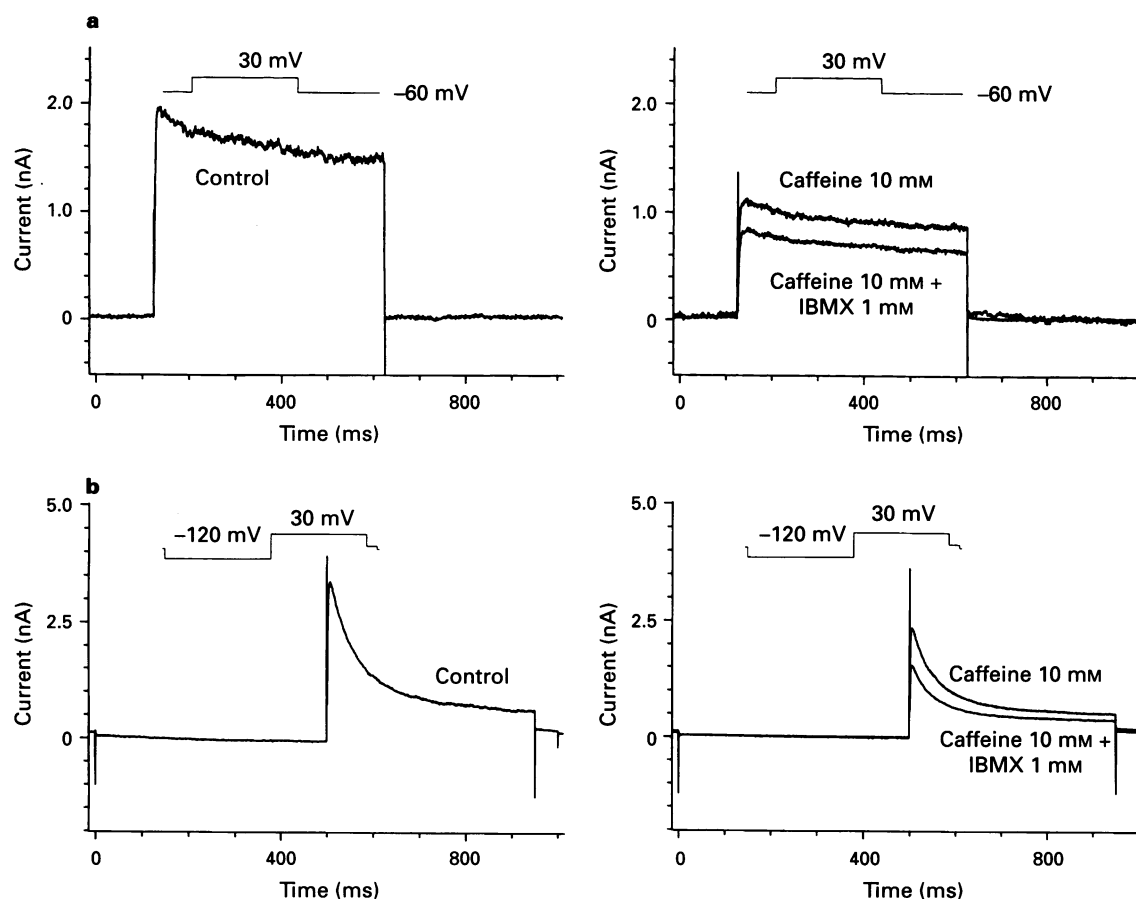 a
30 mV
–60 mV
2.0
Control
1.0
0
Current (nA)
0
400
800
Time (ms)
30 mV
–60 mV
2.0
Caffeine 10 mM
1.0
Caffeine 10 mM +
IBMX 1 mM
0
Current (nA)
0
400
800
Time (ms)
b
5.0
–120 mV
30 mV
2.5
Control
0
Current (nA)
0
400
800
Time (ms)
5.0
–120 mV
30 mV
2.5
Caffeine 10 mM
0
Caffeine 10 mM +
IBMX 1 mM
Current (nA)
0
400
800
Time (ms)